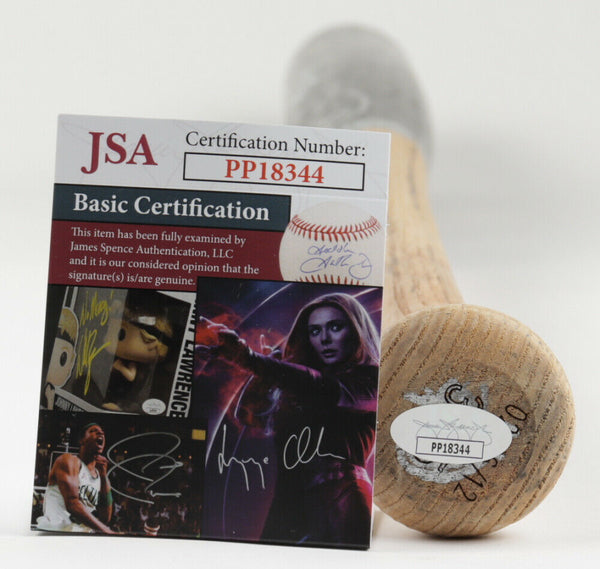 JSA
Certification Number:
PP18344
Basic Certification
This item has been fully examined by
James Spence Authentication, LLC
and it is our considered opinion that the
signature(s) is/are genuine.
LAWRENCE
PP18344